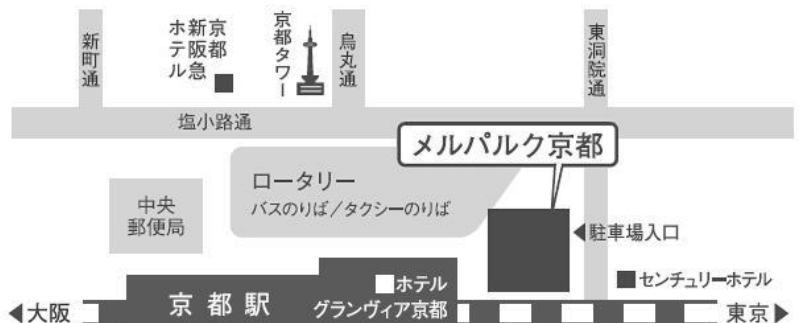 新町通
京都
新阪急
ホテル
京都タワー
烏丸通
東洞院通
塩小路通
メルパルク京都
ロータリー
バスのりば/タクシーのりば
中央
郵便局
◀駐車場入口
ホテル
グランヴィア京都
センチュリーホテル
京都駅
◀大阪
東京▶